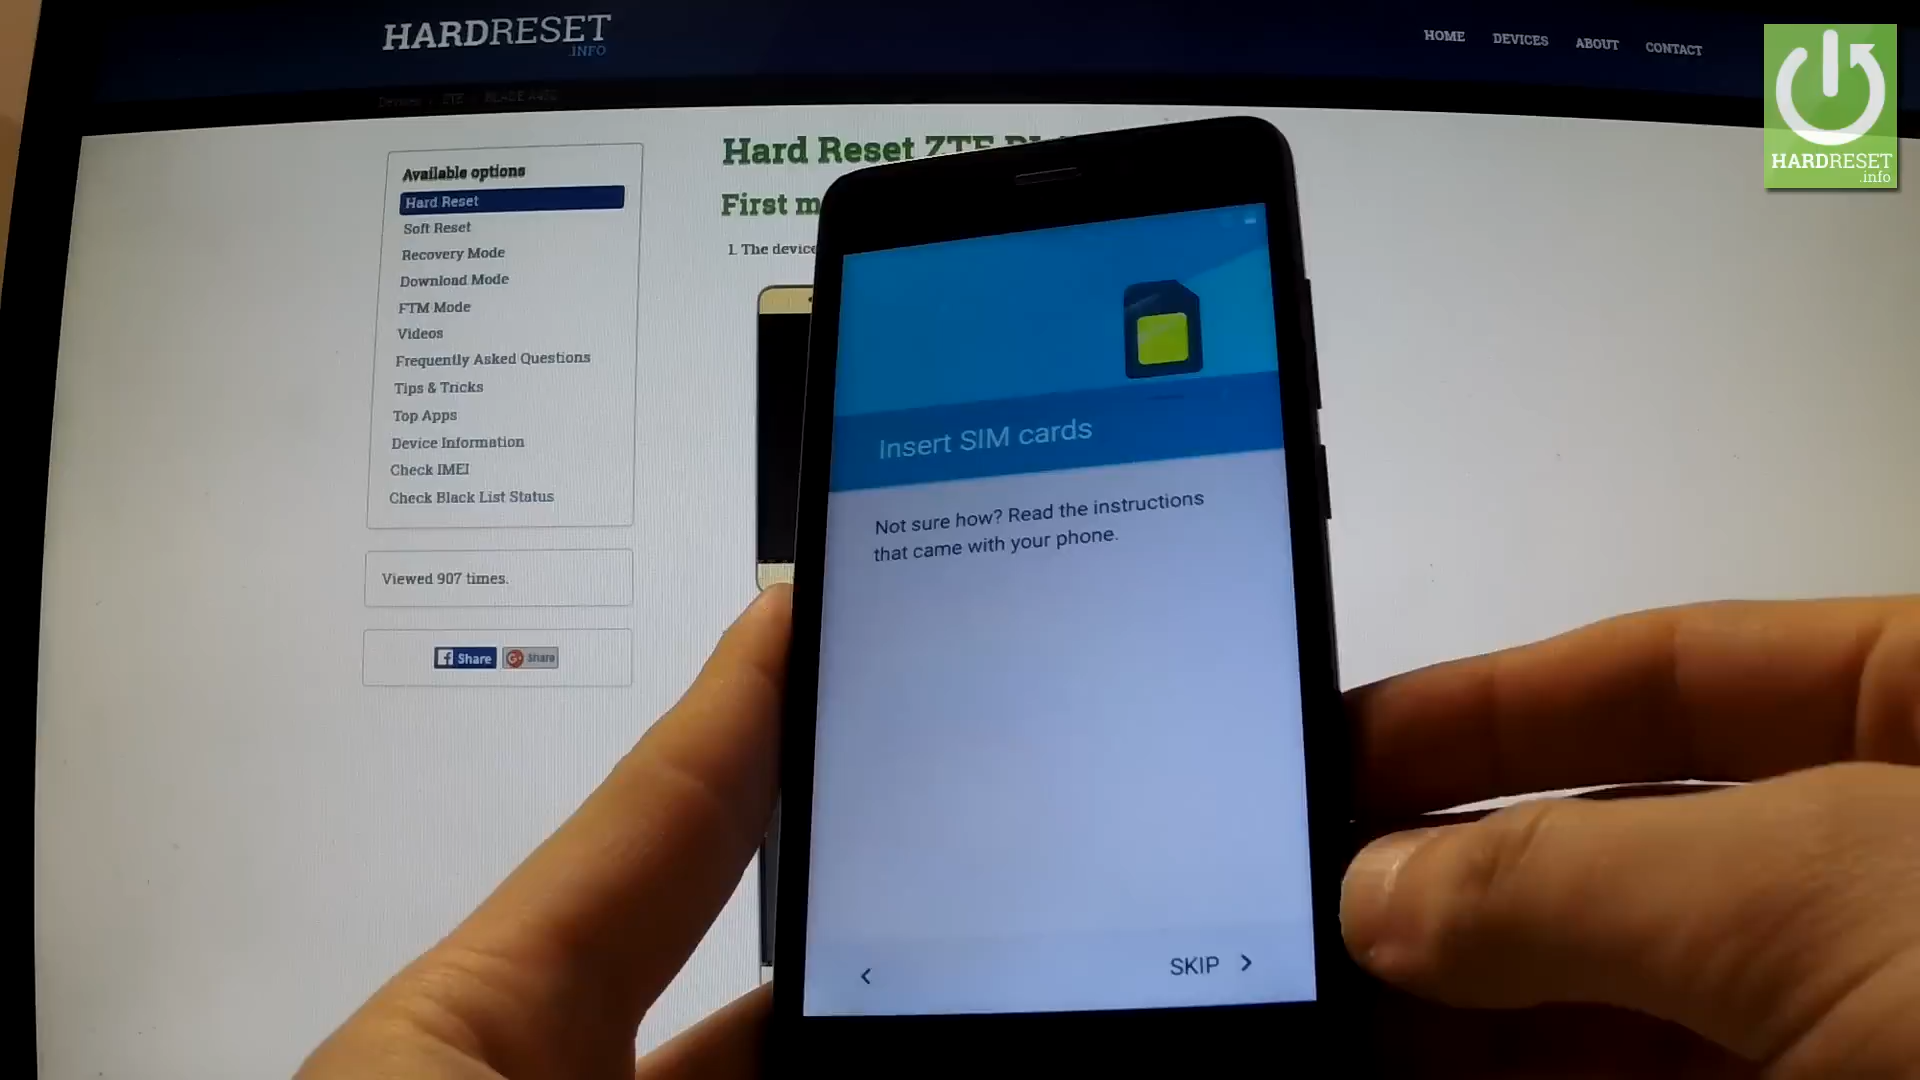 HARDRESET
.INFO
HOME DEVICES ABOUT CONTACT
HARDRESET
.info
Devices ZTE BLADE
Available options
Hard Reset
Soft Reset
Recovery Mode
Download Mode
FTM Mode
Videos
Frequently Asked Questions
Tips & Tricks
Top Apps
Device Information
Check IMEI
Check Black List Status
Viewed 907 times.
Share Share
Hard Reset ZTE
First
1. The device
Insert SIM cards
Not sure how? Read the instructions
that came with your phone.
< SKIP >